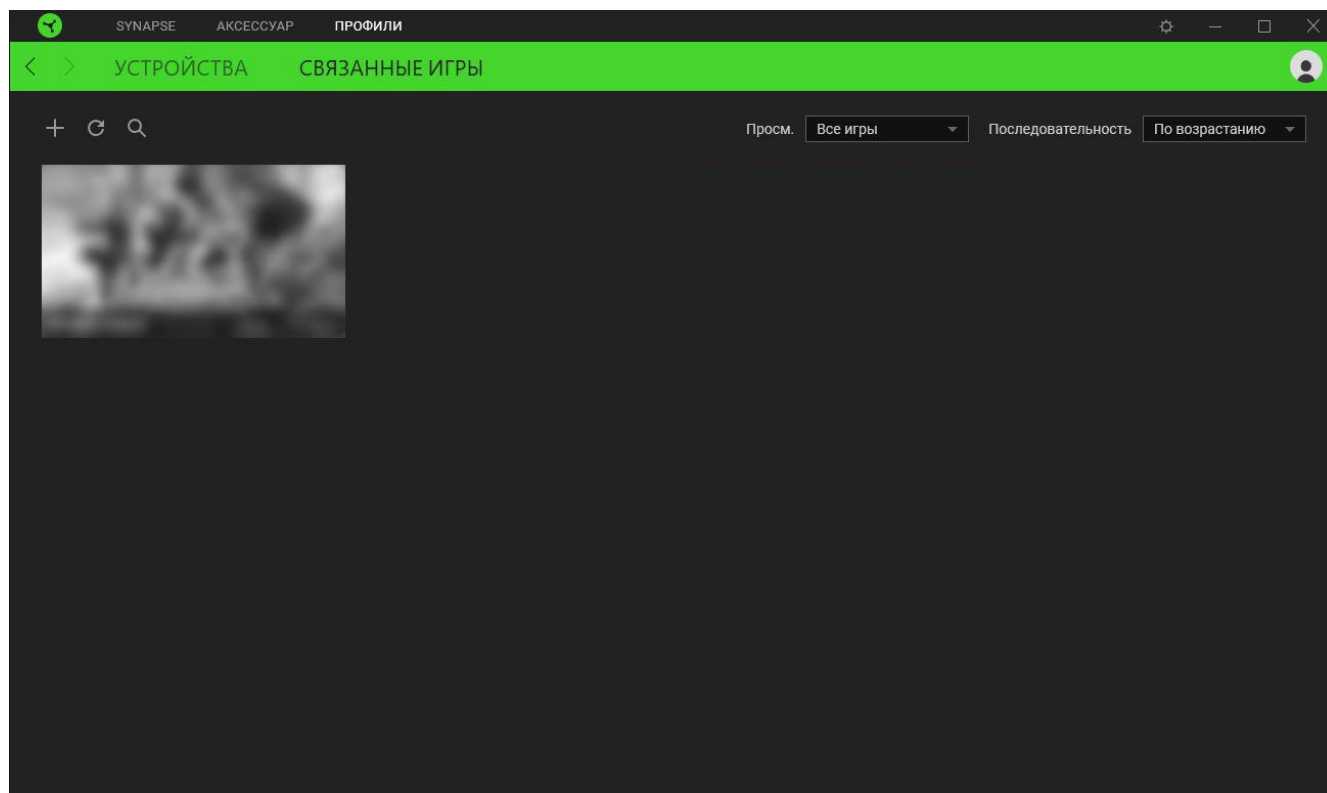 SYNAPSE АКСЕССУАР ПРОФИЛИ
УСТРОЙСТВА СВЯЗАННЫЕ ИГРЫ
Просм. Все игры Последовательность По возрастанию